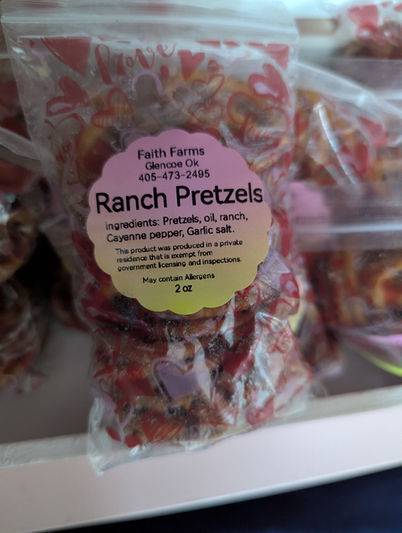 love
Faith Farms
Glencoe Ok
405-473-2495
Ranch Pretzels
ingredients: Pretzels, oil, ranch,
Cayenne pepper, Garlic salt.
This product was produced in a private
residence that is exempt from
government licensing and inspections.
May contain Allergens
2 oz